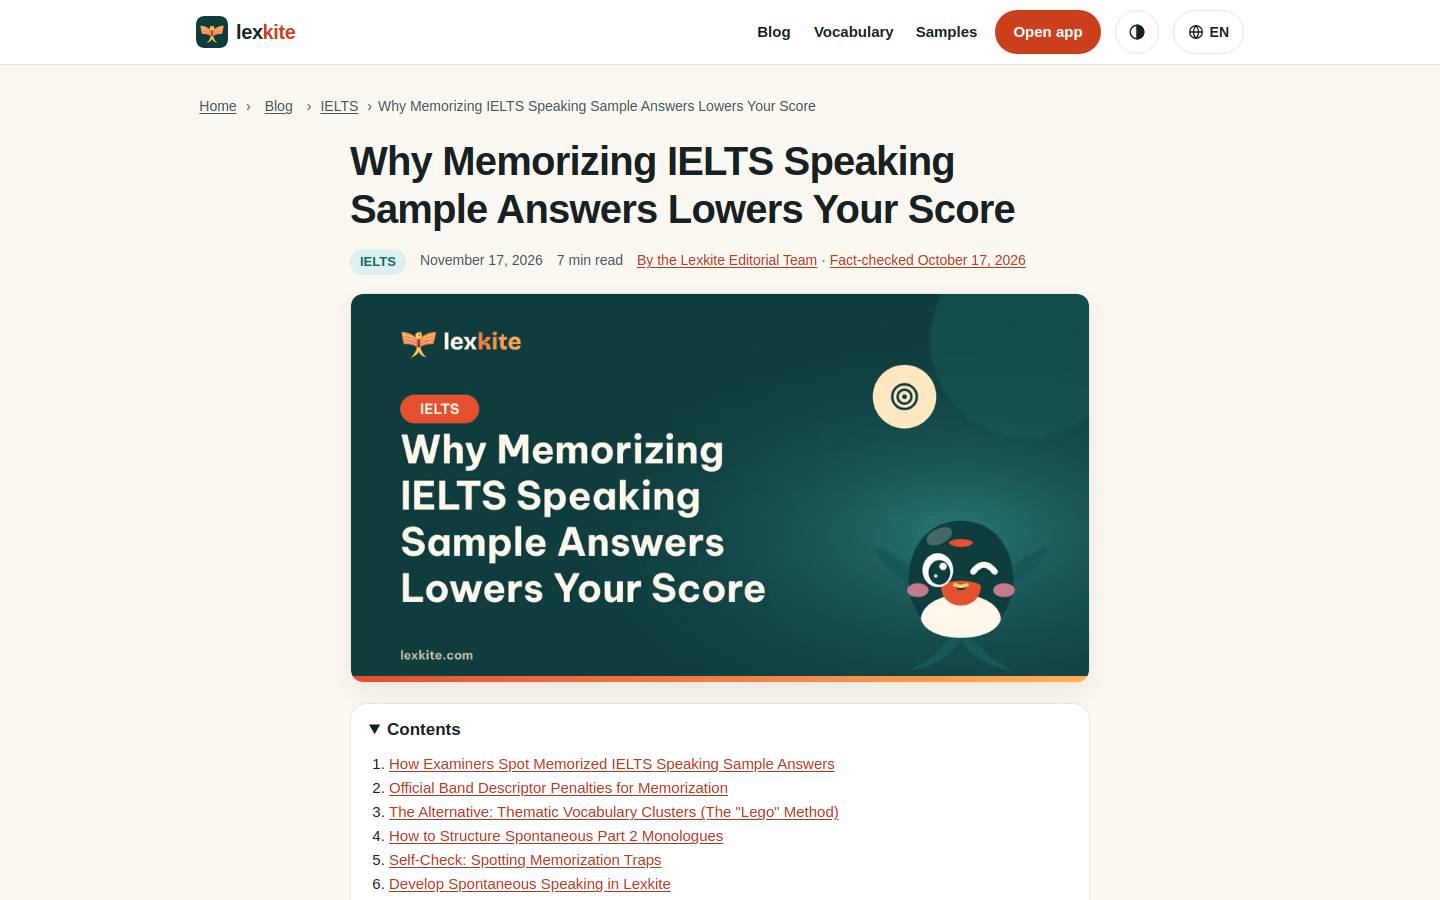 lexkite
Blog Vocabulary Samples Open app EN
Home › Blog › IELTS › Why Memorizing IELTS Speaking Sample Answers Lowers Your Score
Why Memorizing IELTS Speaking
Sample Answers Lowers Your Score
IELTS November 17, 2026 7 min read By the Lexkite Editorial Team · Fact-checked October 17, 2026
lexkite
IELTS
Why Memorizing
IELTS Speaking
Sample Answers
Lowers Your Score
lexkite.com
▼ Contents
1. How Examiners Spot Memorized IELTS Speaking Sample Answers
2. Official Band Descriptor Penalties for Memorization
3. The Alternative: Thematic Vocabulary Clusters (The "Lego" Method)
4. How to Structure Spontaneous Part 2 Monologues
5. Self-Check: Spotting Memorization Traps
6. Develop Spontaneous Speaking in Lexkite